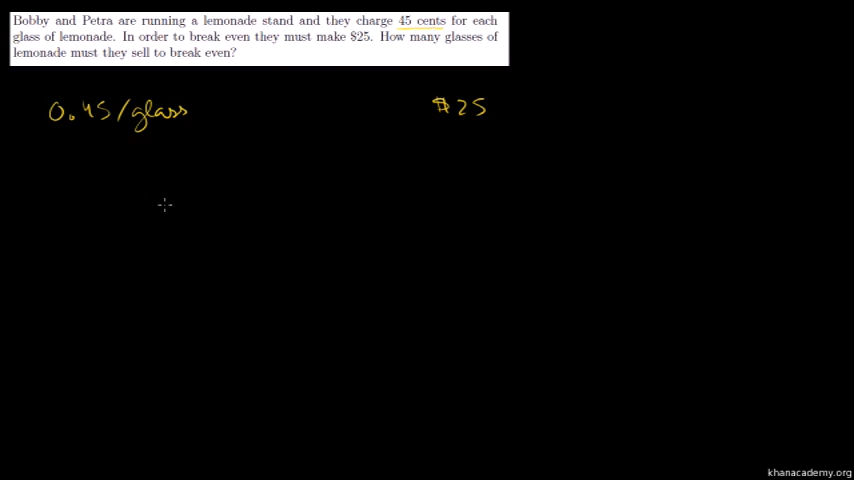 Bobby and Petra are running a lemonade stand and they charge 45 cents for each
glass of lemonade. In order to break even they must make $25. How many glasses of
lemonade must they sell to break even?
0.45/glass $25
khanacademy.org